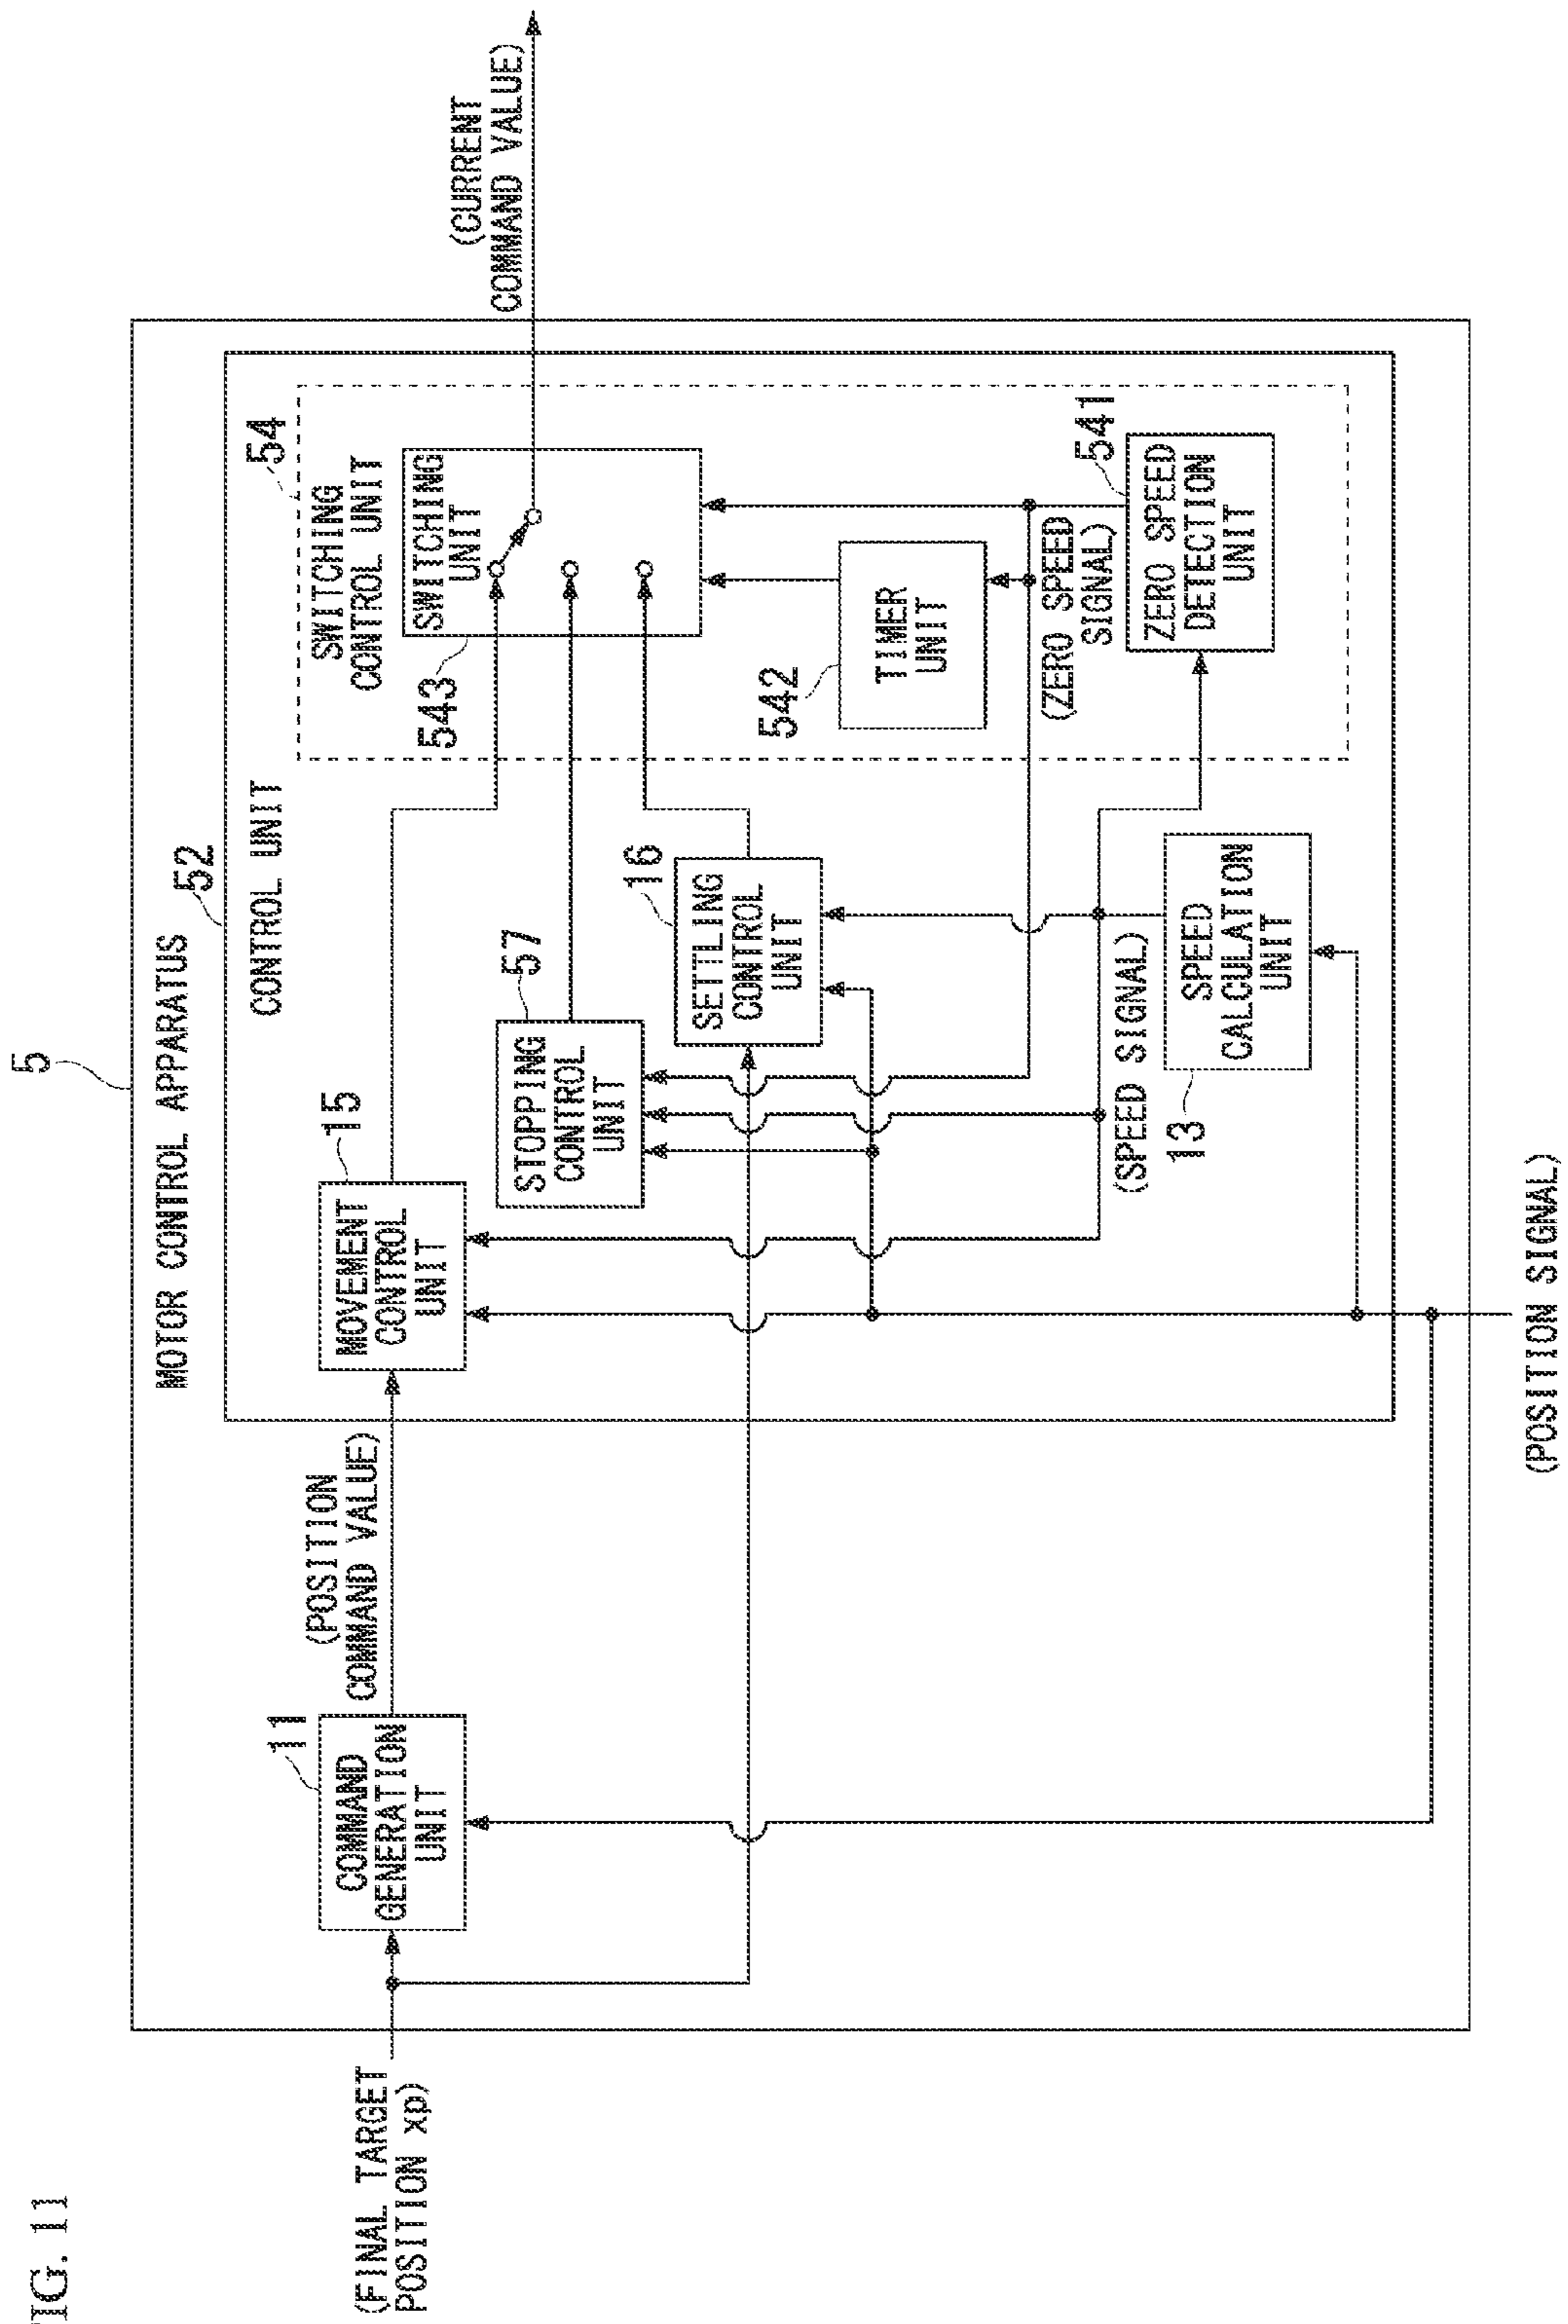 FIG. 11
5
MOTOR CONTROL APPARATUS
52
CONTROL UNIT
54
SWITCHING
CONTROL UNIT
(FINAL TARGET
POSITION xp)
11
COMMAND
GENERATION
UNIT
(POSITION
COMMAND VALUE)
15
MOVEMENT
CONTROL
UNIT
57
STOPPING
CONTROL
UNIT
16
SETTLING
CONTROL
UNIT
543
SWITCHING
UNIT
(CURRENT
COMMAND VALUE)
542
TIMER
UNIT
(ZERO SPEED
SIGNAL)
541
ZERO SPEED
DETECTION
UNIT
(SPEED SIGNAL)
13
SPEED
CALCULATION
UNIT
(POSITION SIGNAL)